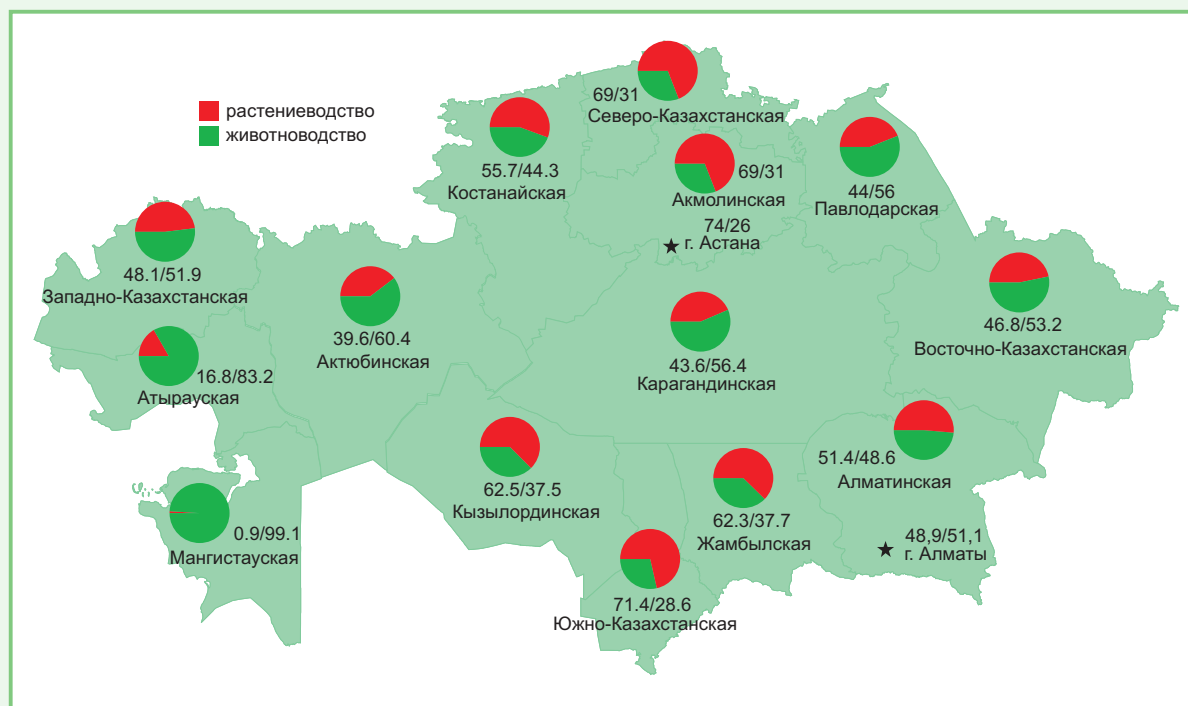 растениеводство
животноводство
69/31
Северо-Казахстанская
55.7/44.3
Костанайская
69/31
Акмолинская
74/26
г. Астана
44/56
Павлодарская
48.1/51.9
Западно-Казахстанская
39.6/60.4
Актюбинская
43.6/56.4
Карагандинская
46.8/53.2
Восточно-Казахстанская
16.8/83.2
Атырауская
51.4/48.6
Алматинская
62.5/37.5
Кызылординская
62.3/37.7
Жамбылская
0.9/99.1
Мангистауская
48,9/51,1
г. Алматы
71.4/28.6
Южно-Казахстанская